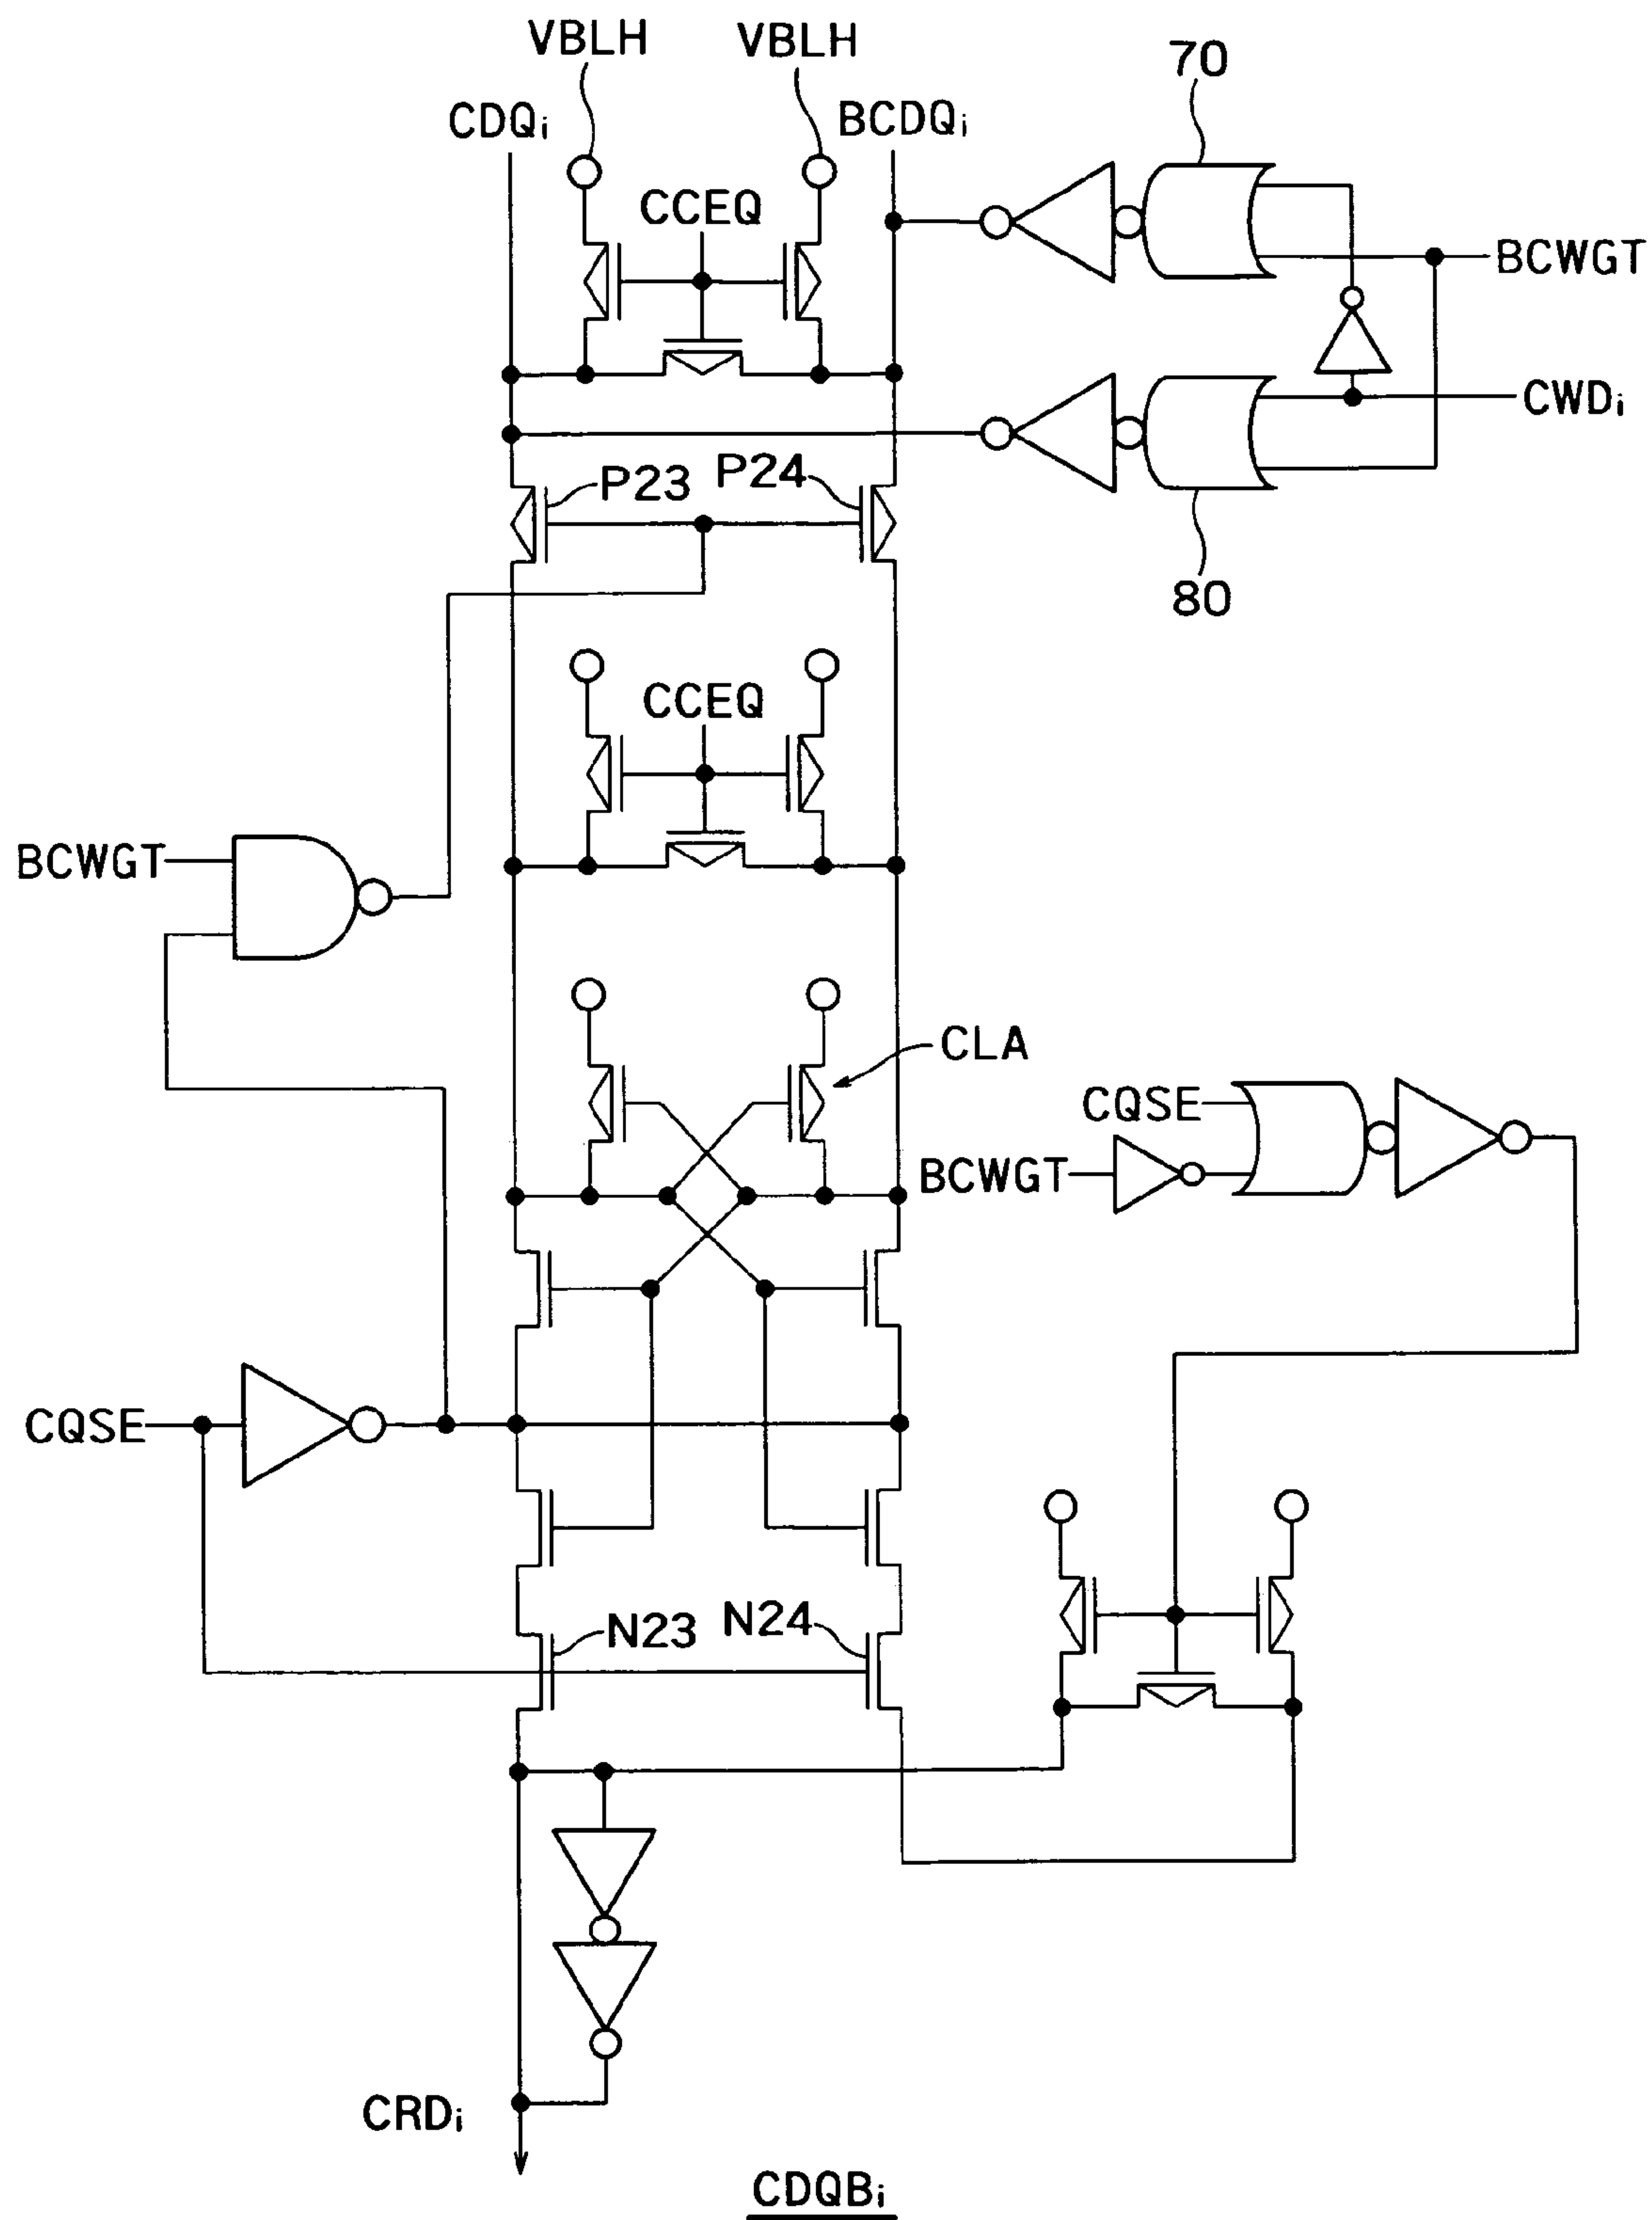 VBLH
VBLH
70
CDQi
BCDQi
CCEQ
BCWGT
CWDi
P23
P24
80
CCEQ
BCWGT
CLA
CQSE
BCWGT
CQSE
N23
N24
CRDi
CDQBi